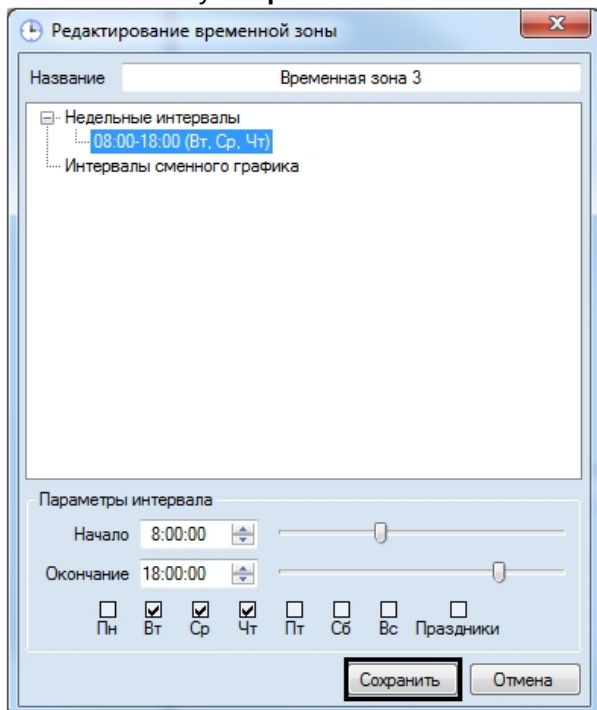 Редактирование временной зоны
Название Временная зона 3
Недельные интервалы
08:00-18:00 (Вт, Ср, Чт)
Интервалы сменного графика
Параметры интервала
Начало 8:00:00
Окончание 18:00:00
Пн Вт Ср Чт Пт Сб Вс Праздники
Сохранить Отмена